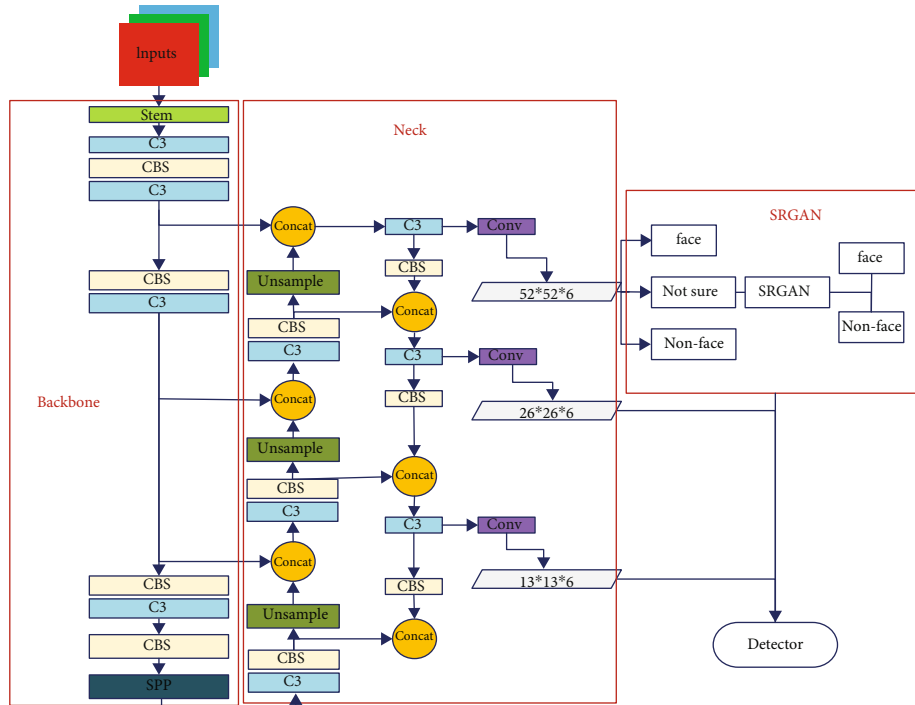 Inputs
Backbone
Stem
C3
CBS
C3
CBS
C3
CBS
C3
CBS
SPP
Neck
Concat
Unsample
CBS
C3
Concat
Unsample
CBS
C3
Concat
Unsample
CBS
C3
C3
CBS
Concat
C3
CBS
Concat
C3
CBS
Concat
Conv
52*52*6
Conv
26*26*6
Conv
13*13*6
SRGAN
face
Not sure
Non-face
SRGAN
face
Non-face
Detector